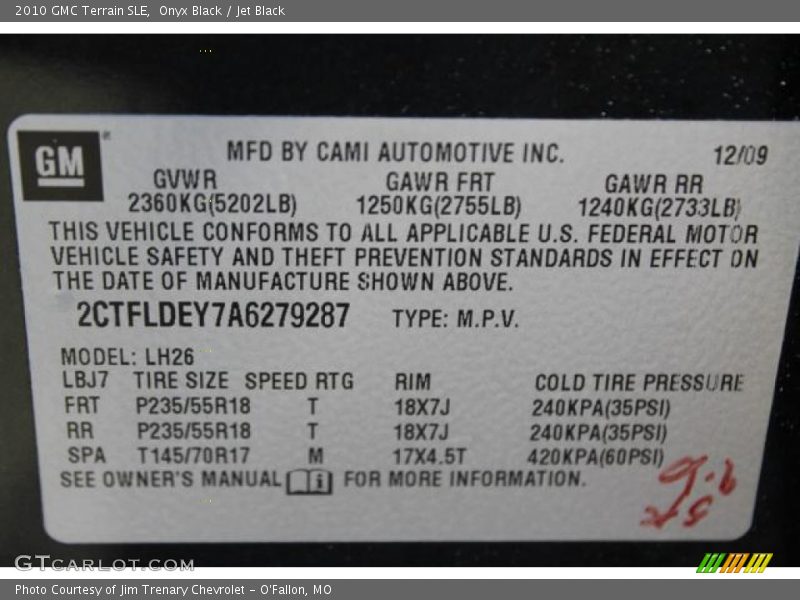 2010 GMC Terrain SLE, Onyx Black / Jet Black
GM
MFD BY CAMI AUTOMOTIVE INC. 12/09
GVWR GAWR FRT GAWR RR
2360KG(5202LB) 1250KG(2755LB) 1240KG(2733LB)
THIS VEHICLE CONFORMS TO ALL APPLICABLE U.S. FEDERAL MOTOR
VEHICLE SAFETY AND THEFT PREVENTION STANDARDS IN EFFECT ON
THE DATE OF MANUFACTURE SHOWN ABOVE.
2CTFLDEY7A6279287 TYPE: M.P.V.
MODEL: LH26
LBJ7 TIRE SIZE SPEED RTG RIM COLD TIRE PRESSURE
FRT P235/55R18 T 18X7J 240KPA(35PSI)
RR P235/55R18 T 18X7J 240KPA(35PSI)
SPA T145/70R17 M 17X4.5T 420KPA(60PSI)
SEE OWNER'S MANUAL FOR MORE INFORMATION.
GTCARLOT.COM
Photo Courtesy of Jim Trenary Chevrolet - O'Fallon, MO